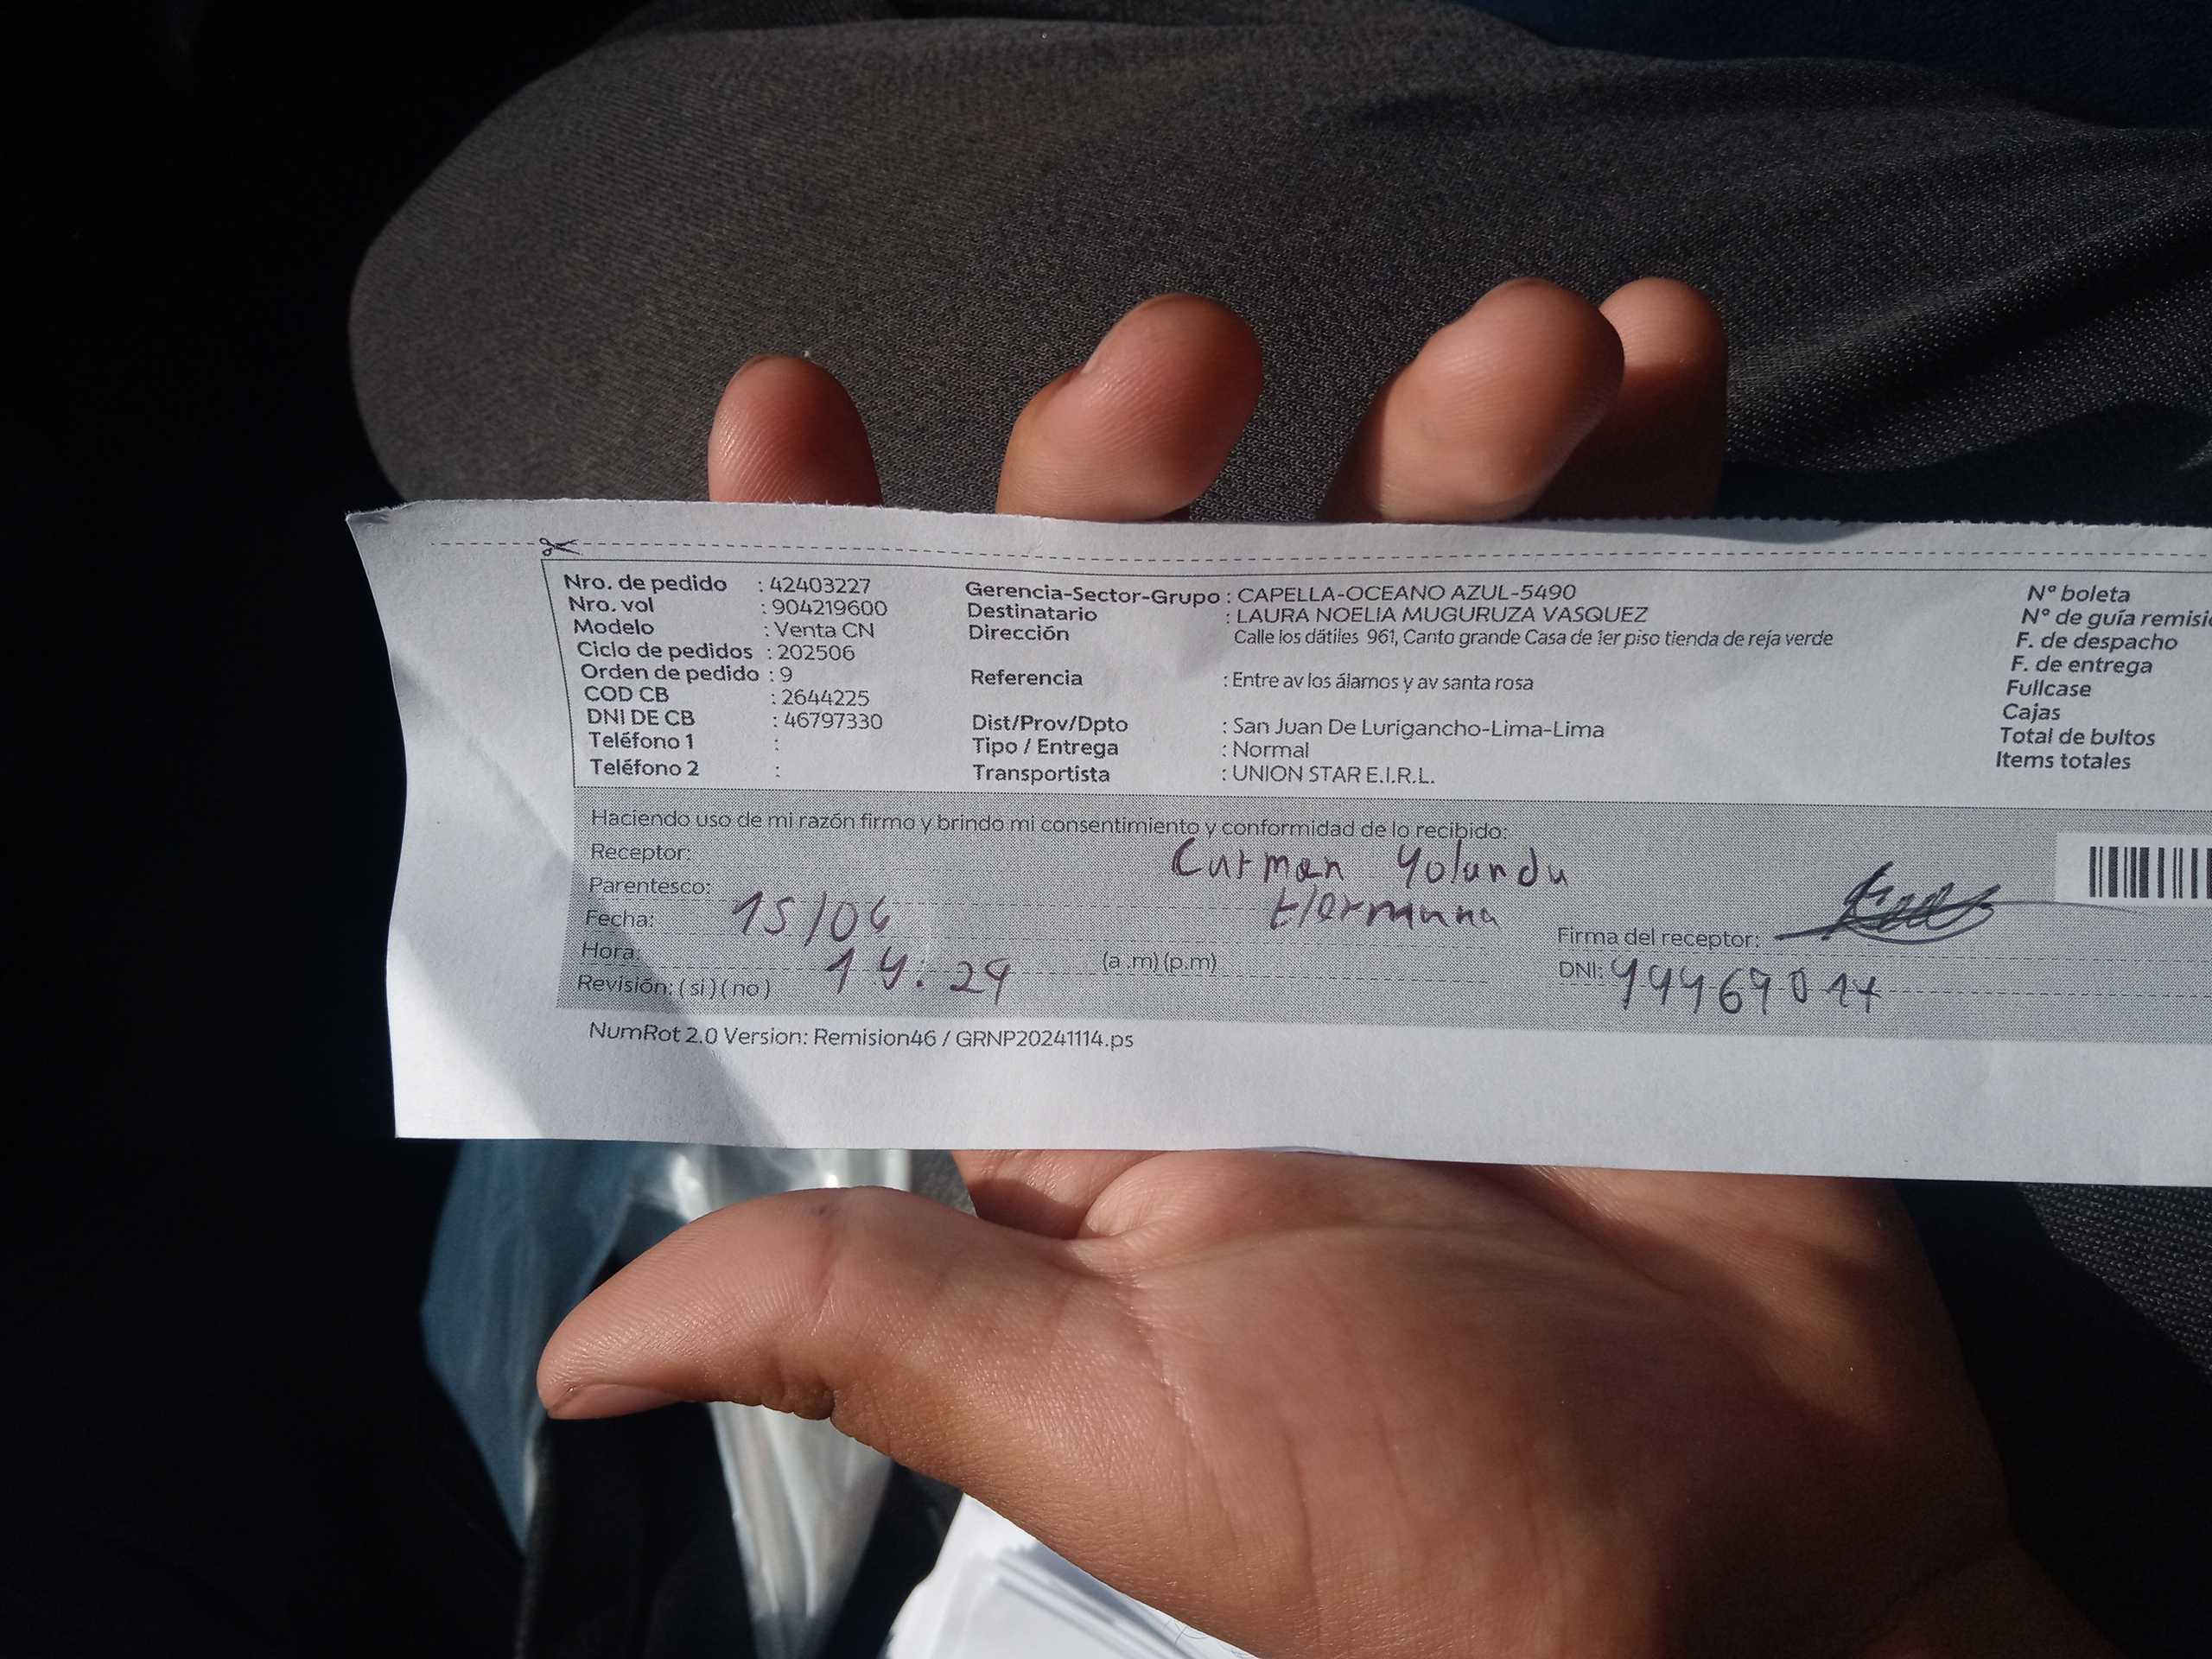 Nro. de pedido : 42403227
Nro. vol : 904219600
Modelo : Venta CN
Ciclo de pedidos : 202506
Orden de pedido : 9
COD CB : 2644225
DNI DE CB : 46797330
Teléfono 1 :
Teléfono 2 :
Gerencia-Sector-Grupo : CAPELLA-OCEANO AZUL-5490
Destinatario : LAURA NOELIA MUGURUZA VASQUEZ
Dirección Calle los dátiles 961, Canto grande Casa de 1er piso tienda de reja verde
Referencia : Entre av los álamos y av santa rosa
Dist/Prov/Dpto : San Juan De Lurigancho-Lima-Lima
Tipo / Entrega : Normal
Transportista : UNION STAR E.I.R.L.
N° boleta
N° de guía remisi
F. de despacho
F. de entrega
Fullcase
Cajas
Total de bultos
Items totales
Haciendo uso de mi razón firmo y brindo mi consentimiento y conformidad de lo recibido:
Receptor: Carmen Yolanda
Parentesco: Hermana
Fecha: 15/04
Hora: 14:29 (a.m) (p.m)
Revisión: ( si ) ( no )
Firma del receptor:
DNI:
NumRot 2.0 Version: Remision46 / GRNP20241114.ps